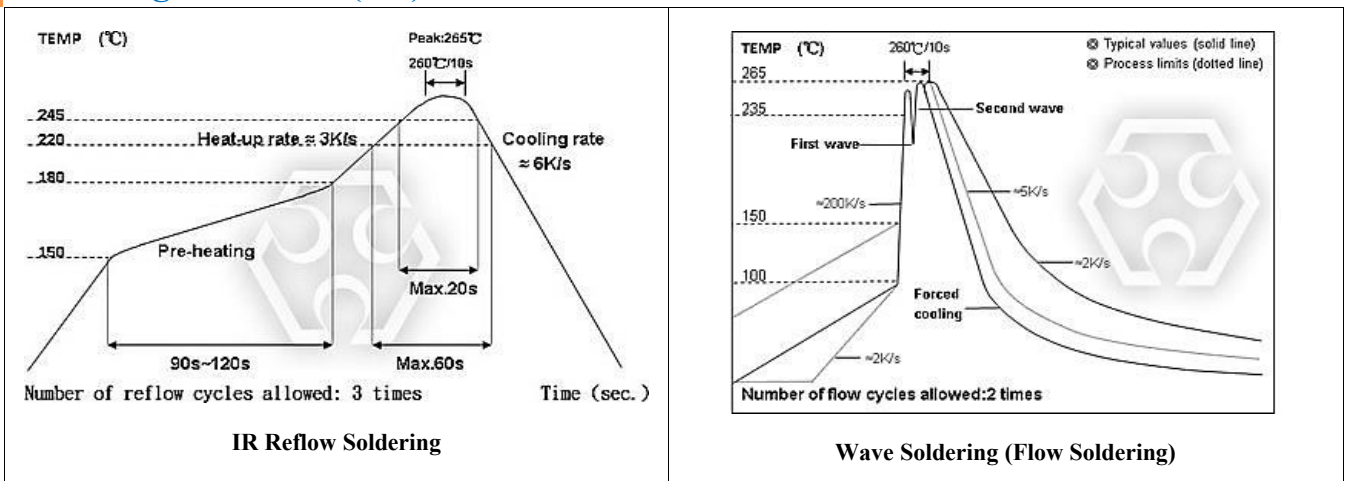 TEMP (℃)
Peak:265℃
260℃/10s
245
220
Heat-up rate ≈ 3K/s
Cooling rate
≈ 6K/s
180
150
Pre-heating
Max.20s
90s~120s
Max.60s
Number of reflow cycles allowed: 3 times
Time (sec.)
IR Reflow Soldering
TEMP (℃)
260℃/10s
Typical values (solid line)
Process limits (dotted line)
265
235
Second wave
First wave
≈200K/s
≈5K/s
150
≈2K/s
100
Forced
cooling
≈2K/s
Number of flow cycles allowed:2 times
Wave Soldering (Flow Soldering)